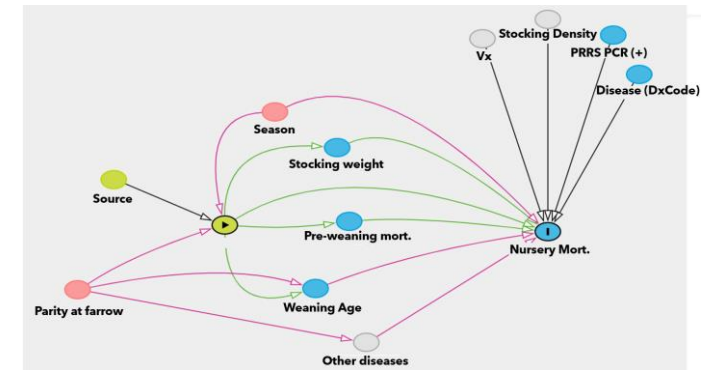 Stocking Density
Vx
PRRS PCR (+)
Disease (DxCode)
Season
Stocking weight
Source
Pre-weaning mort.
Nursery Mort.
Weaning Age
Parity at farrow
Other diseases